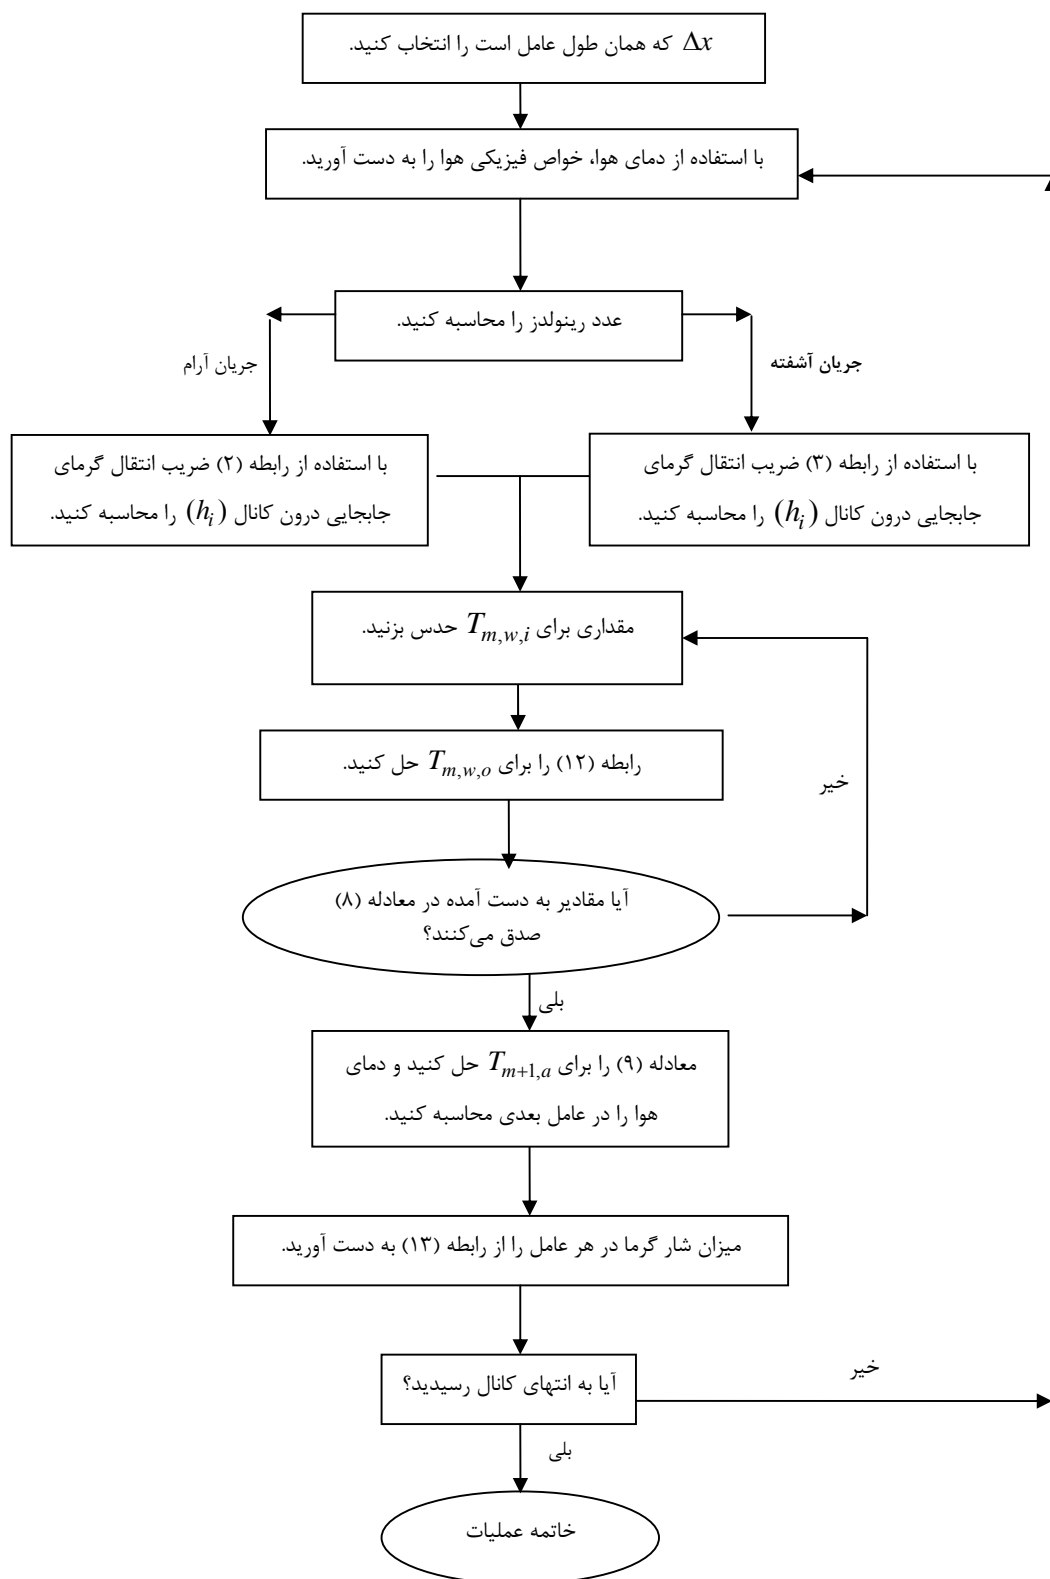 Δx که همان طول عامل است را انتخاب کنید.
با استفاده از دمای هوا، خواص فیزیکی هوا را به دست آورید.
عدد رینولدز را محاسبه کنید.
جریان آشفته
جریان آرام
با استفاده از رابطه (۳) ضریب انتقال گرمای
جابجایی درون کانال (h_i) را محاسبه کنید.
با استفاده از رابطه (۲) ضریب انتقال گرمای
جابجایی درون کانال (h_i) را محاسبه کنید.
مقداری برای T_{m,w,i} حدس بزنید.
رابطه (۱۲) را برای T_{m,w,o} حل کنید.
خیر
آیا مقادیر به دست آمده در معادله (۸)
صدق می‌کنند؟
بلی
معادله (۹) را برای T_{m+1,a} حل کنید و دمای
هوا را در عامل بعدی محاسبه کنید.
میزان شار گرما در هر عامل را از رابطه (۱۳) به دست آورید.
آیا به انتهای کانال رسیدید؟
خیر
بلی
خاتمه عملیات